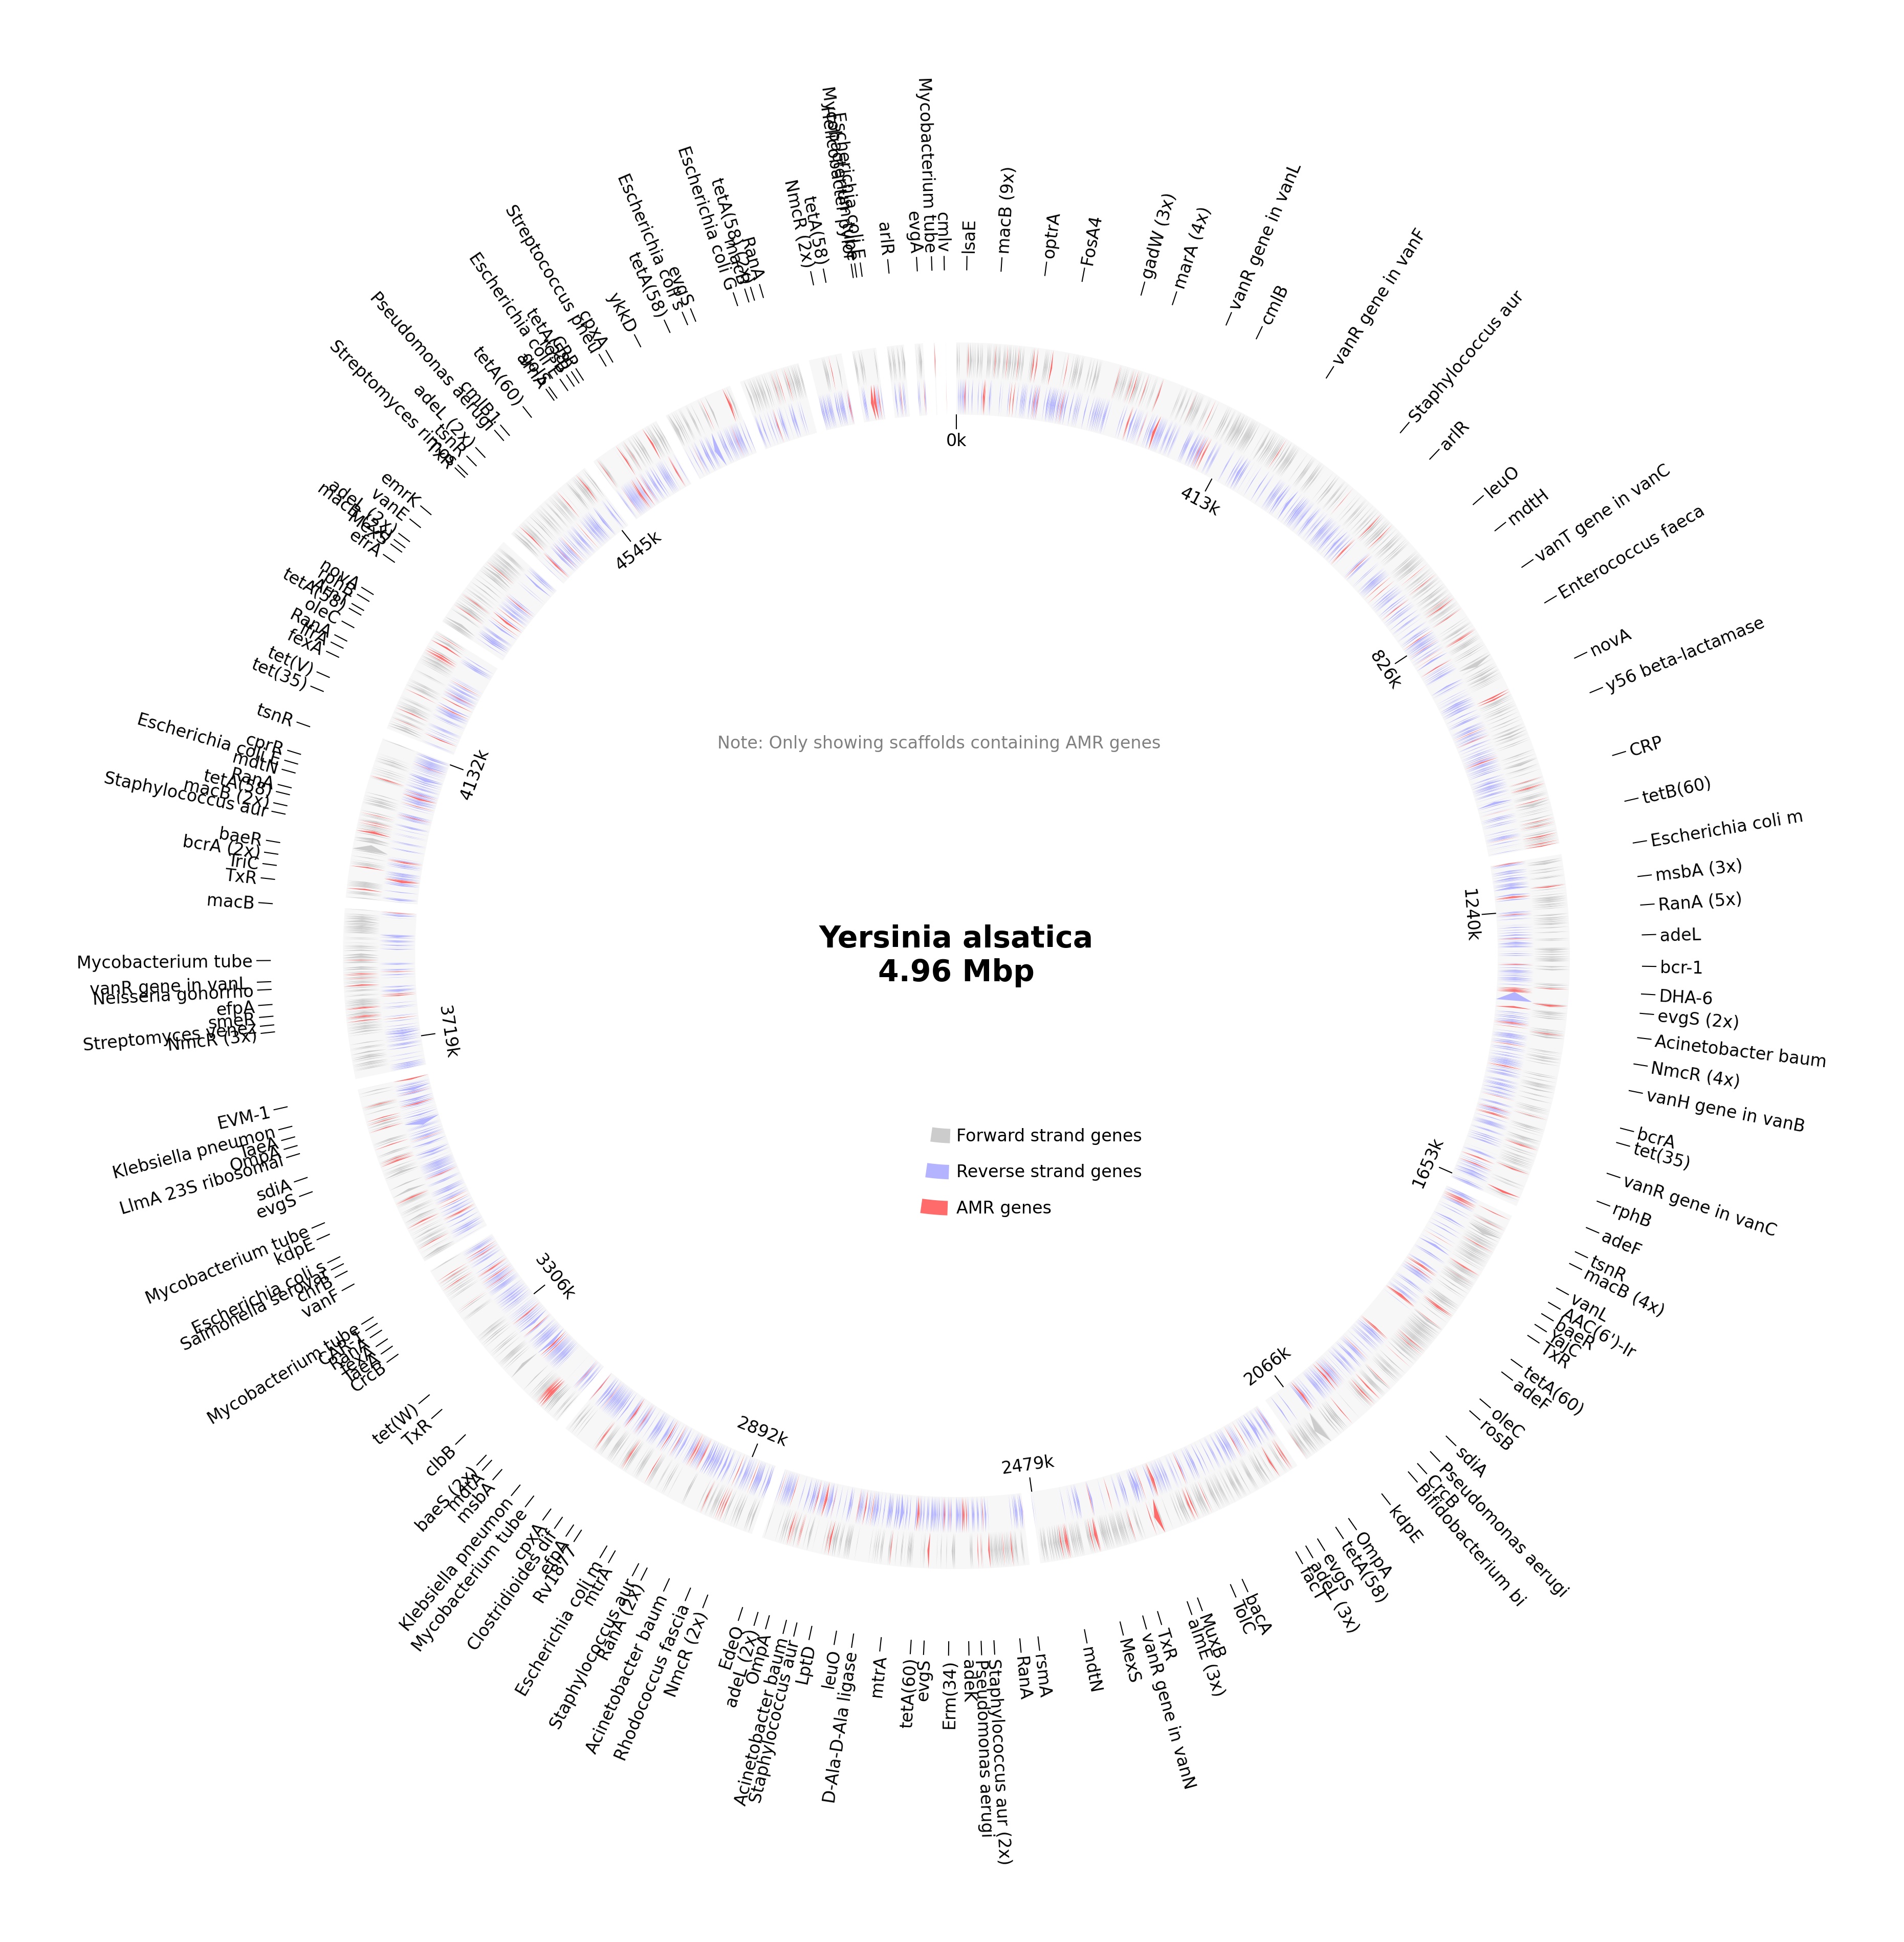 lsaE
macB (9x)
optrA
FosA4
gadW (3x)
marA (4x)
vanR gene in vanL
cmlB
vanR gene in vanF
Staphylococcus aur
arlR
leuO
mdtH
vanT gene in vanC
Enterococcus faeca
novA
y56 beta-lactamase
CRP
tetB(60)
Escherichia coli m
msbA (3x)
RanA (5x)
adeL
bcr-1
DHA-6
evgS (2x)
Acinetobacter baum
NmcR (4x)
vanH gene in vanB
bcrA
tet(35)
vanR gene in vanC
rphB
adeF
tsnR
macB (4x)
vanL
AAC(6')-Ir
baeR
YajC
TxR
tetA(60)
adeF
oleC
rosB
sdiA
Pseudomonas aerugi
CrcB
Bifidobacterium bi
kdpE
OmpA
tetA(58)
evgS
adeL (3x)
facT
bacA
TolC
MuxB
almE (3x)
TxR
vanR gene in vanN
MexS
mdtN
rsmA
RanA
Staphylococcus aur (2x)
Pseudomonas aerugi
adeK
Erm(34)
evgS
tetA(60)
mtrA
D-Ala-D-Ala ligase
leuO
LptD
Staphylococcus aur
Acinetobacter baum
OmpA
adeL (2x)
EdeQ
NmcR (2x)
Rhodococcus fascia
Acinetobacter baum
RanA (2x)
Staphylococcus aur
mtrA
Escherichia coli m
Rv1877
efpA
Clostridioides dif
cpxA
Mycobacterium tube
Klebsiella pneumon
msbA
mdtA
baeS (2x)
clbB
TxR
tet(W)
CrcB
TaeA
RanA
CAR-1
Mycobacterium tube
vanF
Salmonella serovar
Escherichia coli s
kdpE
Mycobacterium tube
evgS
sdiA
LlmA 23S ribosomal
OmpA
TaeA
Klebsiella pneumon
EVM-1
NmcR (3x)
Streptomyces venez
smeR
efpA
Neisseria gonorrho
vanR gene in vanL
Mycobacterium tube
macB
TxR
TriC
bcrA (2x)
baeR
Staphylococcus aur
macB (2x)
tetA(58)
RanA
mdtN
Escherichia coli E
cprR
tsnR
tet(35)
tet(V)
fexA
RanA
oleC
tetA(58)
rphB
novA
efrA
MexS
macB (2x)
adeL (2x)
vanE
emrK
TxR
Streptomyces rimos
tsnR
adeL (2x)
Pseudomonas aerugi
cmlB1
tetA(60)
Escherichia coli E
Streptococcus pneu
cpxA
ykkD
tetA(58)
Escherichia coli s
evgS
Escherichia coli G
tetA(58)
macB (2x)
RanA
NmcR (2x)
tetA(58)
Helicobacter pylor
Mycobacterium tube
Escherichia coli E
arlR
evgA
Mycobacterium tube
cmlv
0k
413k
826k
1240k
1653k
2066k
2479k
2892k
3306k
3719k
4132k
4545k
Note: Only showing scaffolds containing AMR genes
Yersinia alsatica
4.96 Mbp
Forward strand genes
Reverse strand genes
AMR genes